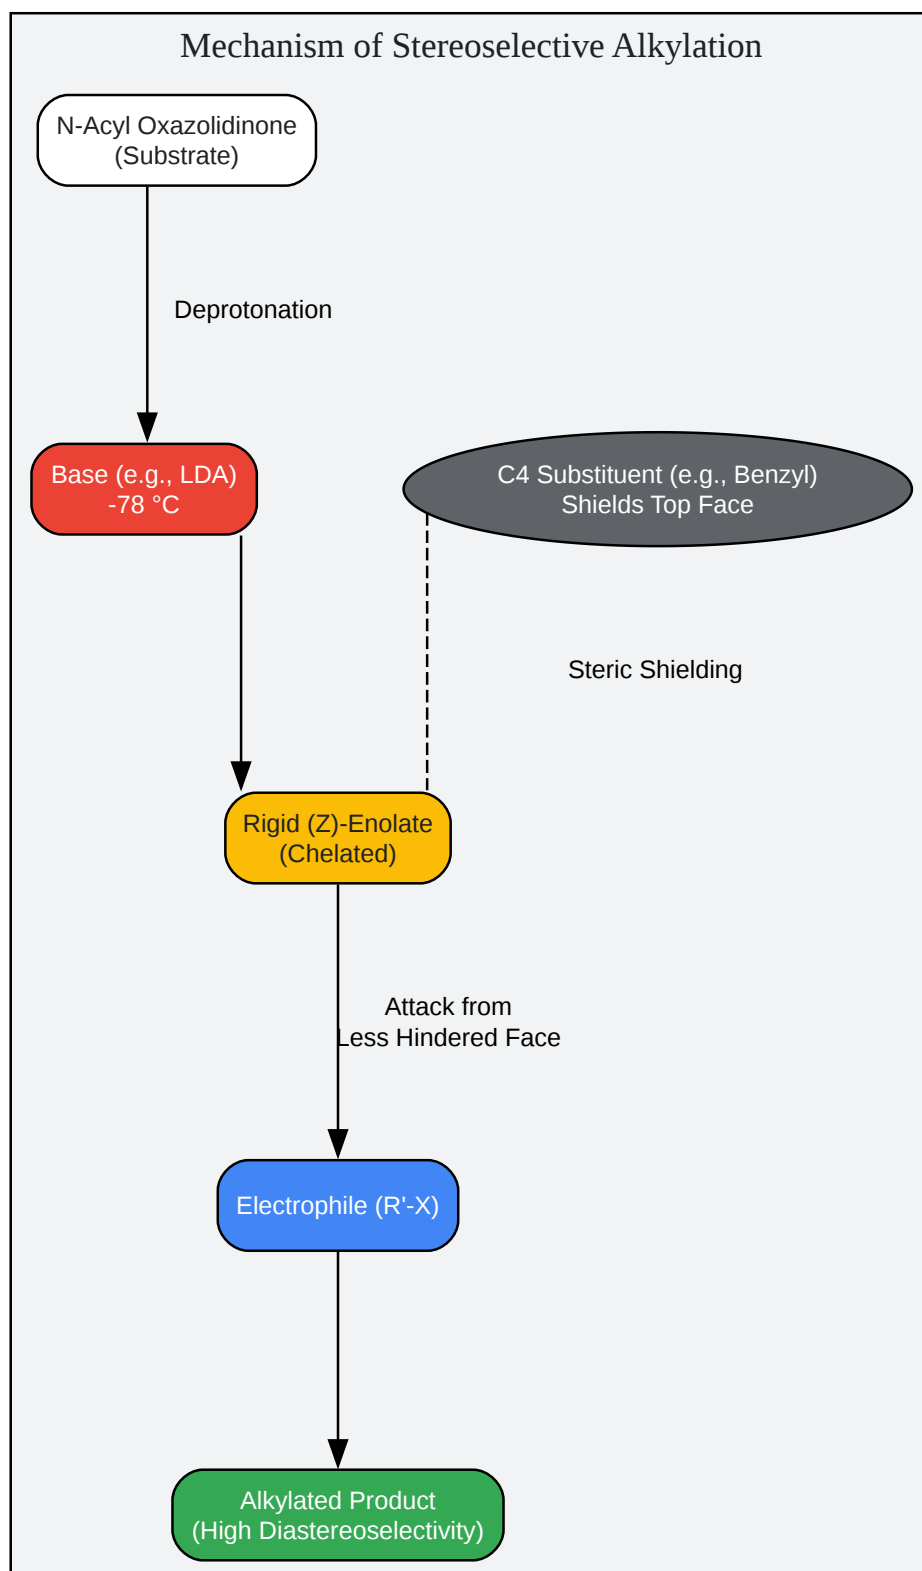 Mechanism of Stereoselective Alkylation
N-Acyl Oxazolidinone
(Substrate)
Deprotonation
Base (e.g., LDA)
-78 °C
C4 Substituent (e.g., Benzyl)
Shields Top Face
Steric Shielding
Rigid (Z)-Enolate
(Chelated)
Attack from
Less Hindered Face
Electrophile (R'-X)
Alkylated Product
(High Diastereoselectivity)